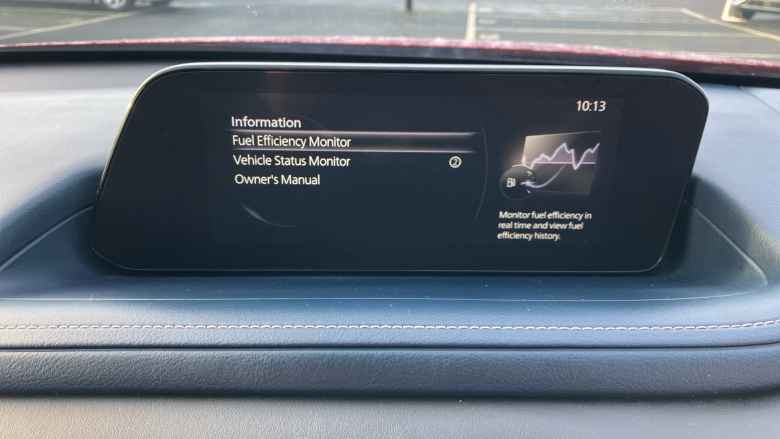 10:13
Information
Fuel Efficiency Monitor
Vehicle Status Monitor 2
Owner's Manual
Monitor fuel efficiency in
real time and view fuel
efficiency history.